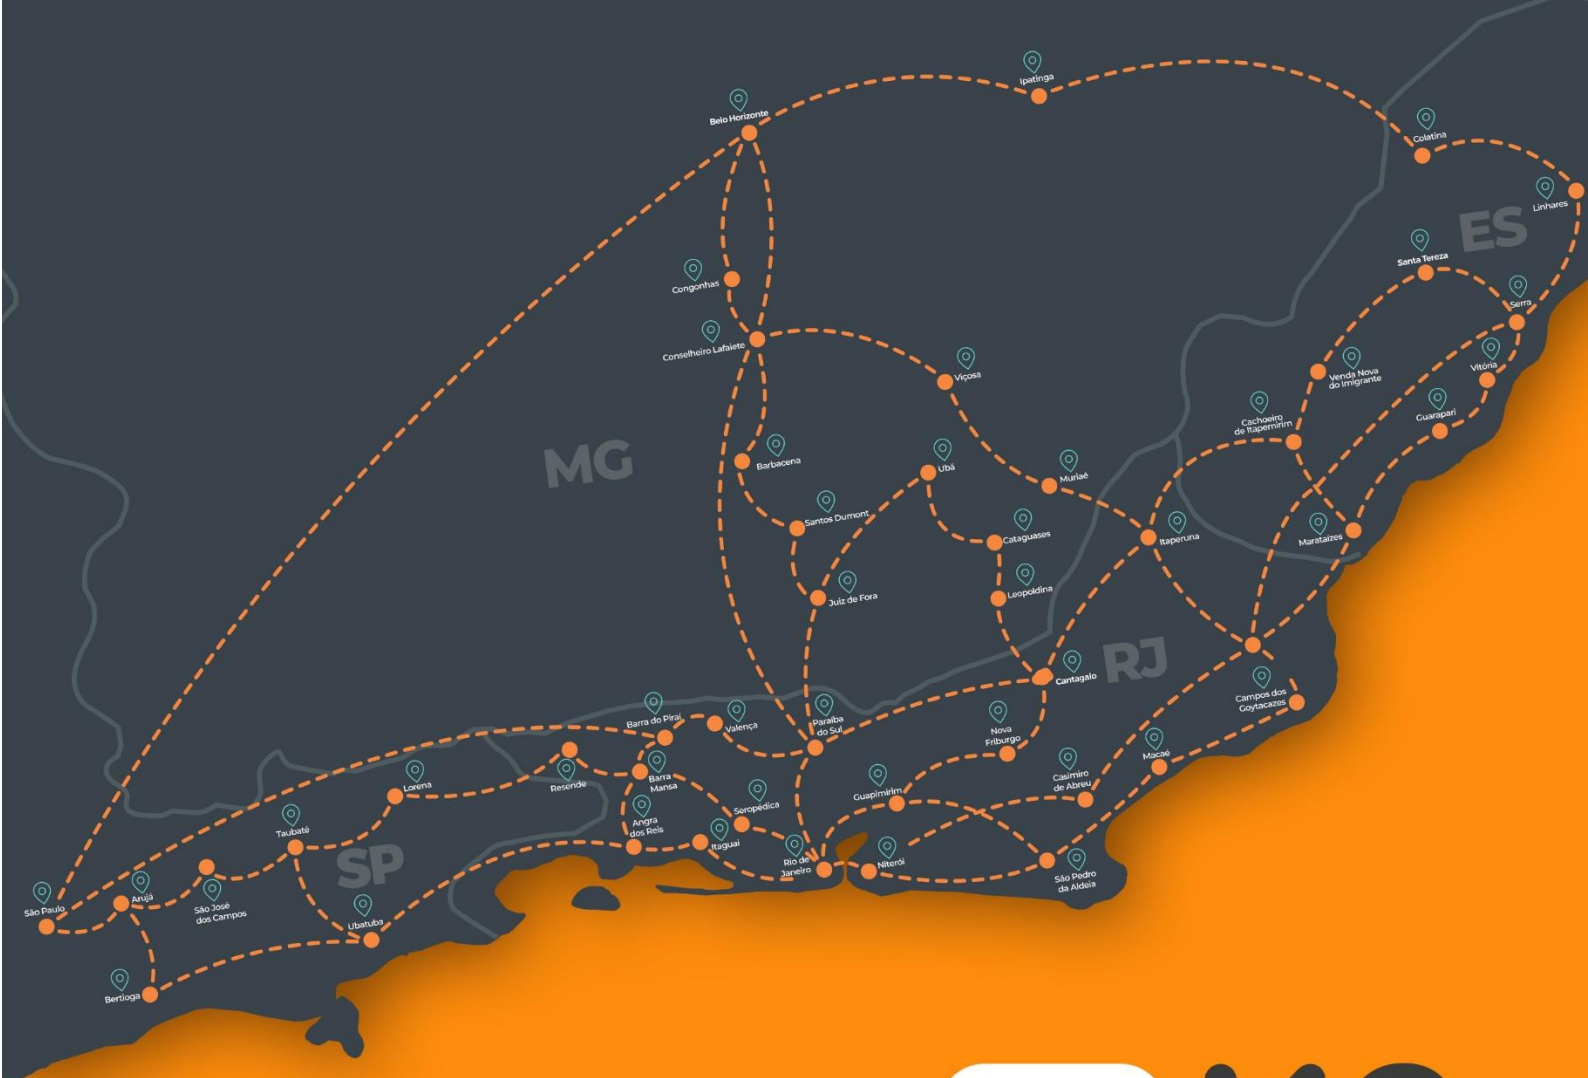 Ipatinga
Belo Horizonte
Colatina
Linhares
ES
Santa Tereza
Congonhas
Serra
Conselheiro Lafaiete
Viçosa
Vitória
Venda Nova
do Imigrante
Guarapari
Cachoeiro
de Itapemirim
MG
Barbacena
Ubá
Muriaé
Santos Dumont
Cataguases
Itaperuna
Marataízes
Juiz de Fora
Leopoldina
RJ
Cantagalo
Campos dos
Goytacazes
Barra do Piraí
Valença
Paraíba
do Sul
Nova
Friburgo
Macaé
Lorena
Resende
Barra
Mansa
Casimiro
de Abreu
Guapimirim
Seropédica
Taubaté
Angra
dos Reis
Itaguaí
SP
Rio de
Janeiro
Niterói
São Pedro
da Aldeia
São Paulo
Arujá
São José
dos Campos
Ubatuba
Bertioga